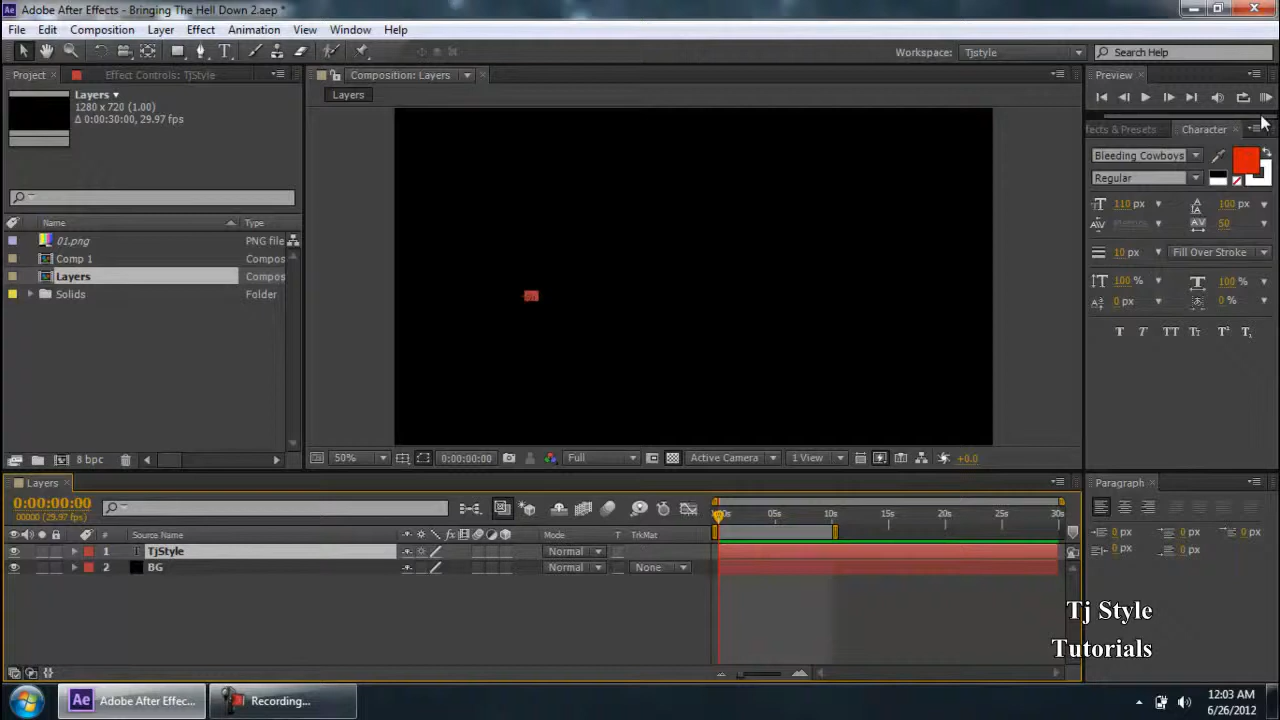 Adobe After Effects - Bringing The Hell Down 2.aep *
File Edit Composition Layer Effect Animation View Window Help
Workspace: Tjstyle Search Help
Project Effect Controls: TjStyle
Composition: Layers
Preview
Layers
1280 x 720 (1.00)
Δ 0:00:30:00, 29.97 fps
Layers
fects & Presets Character
Bleeding Cowboys
Regular
110 px 100 px
50
10 px Fill Over Stroke
100 % 100 %
0 px 0 %
T T TT Tт T¹ T₁
Name Type
01.png PNG file
Comp 1 Compos
Layers Compos
Solids Folder
8 bpc
50% 0:00:00:00 Full Active Camera 1 View +0.0
Layers
0:00:00:00
00000 (29.97 fps)
00s 05s 10s 15s 20s 25s 30s
# Source Name Mode T TrkMat
1 T TjStyle Normal
2 BG Normal None
Paragraph
0 px 0 px 0 px
0 px 0 px
Tj Style
Tutorials
Ae Adobe After Effec... Recording...
12:03 AM
6/26/2012